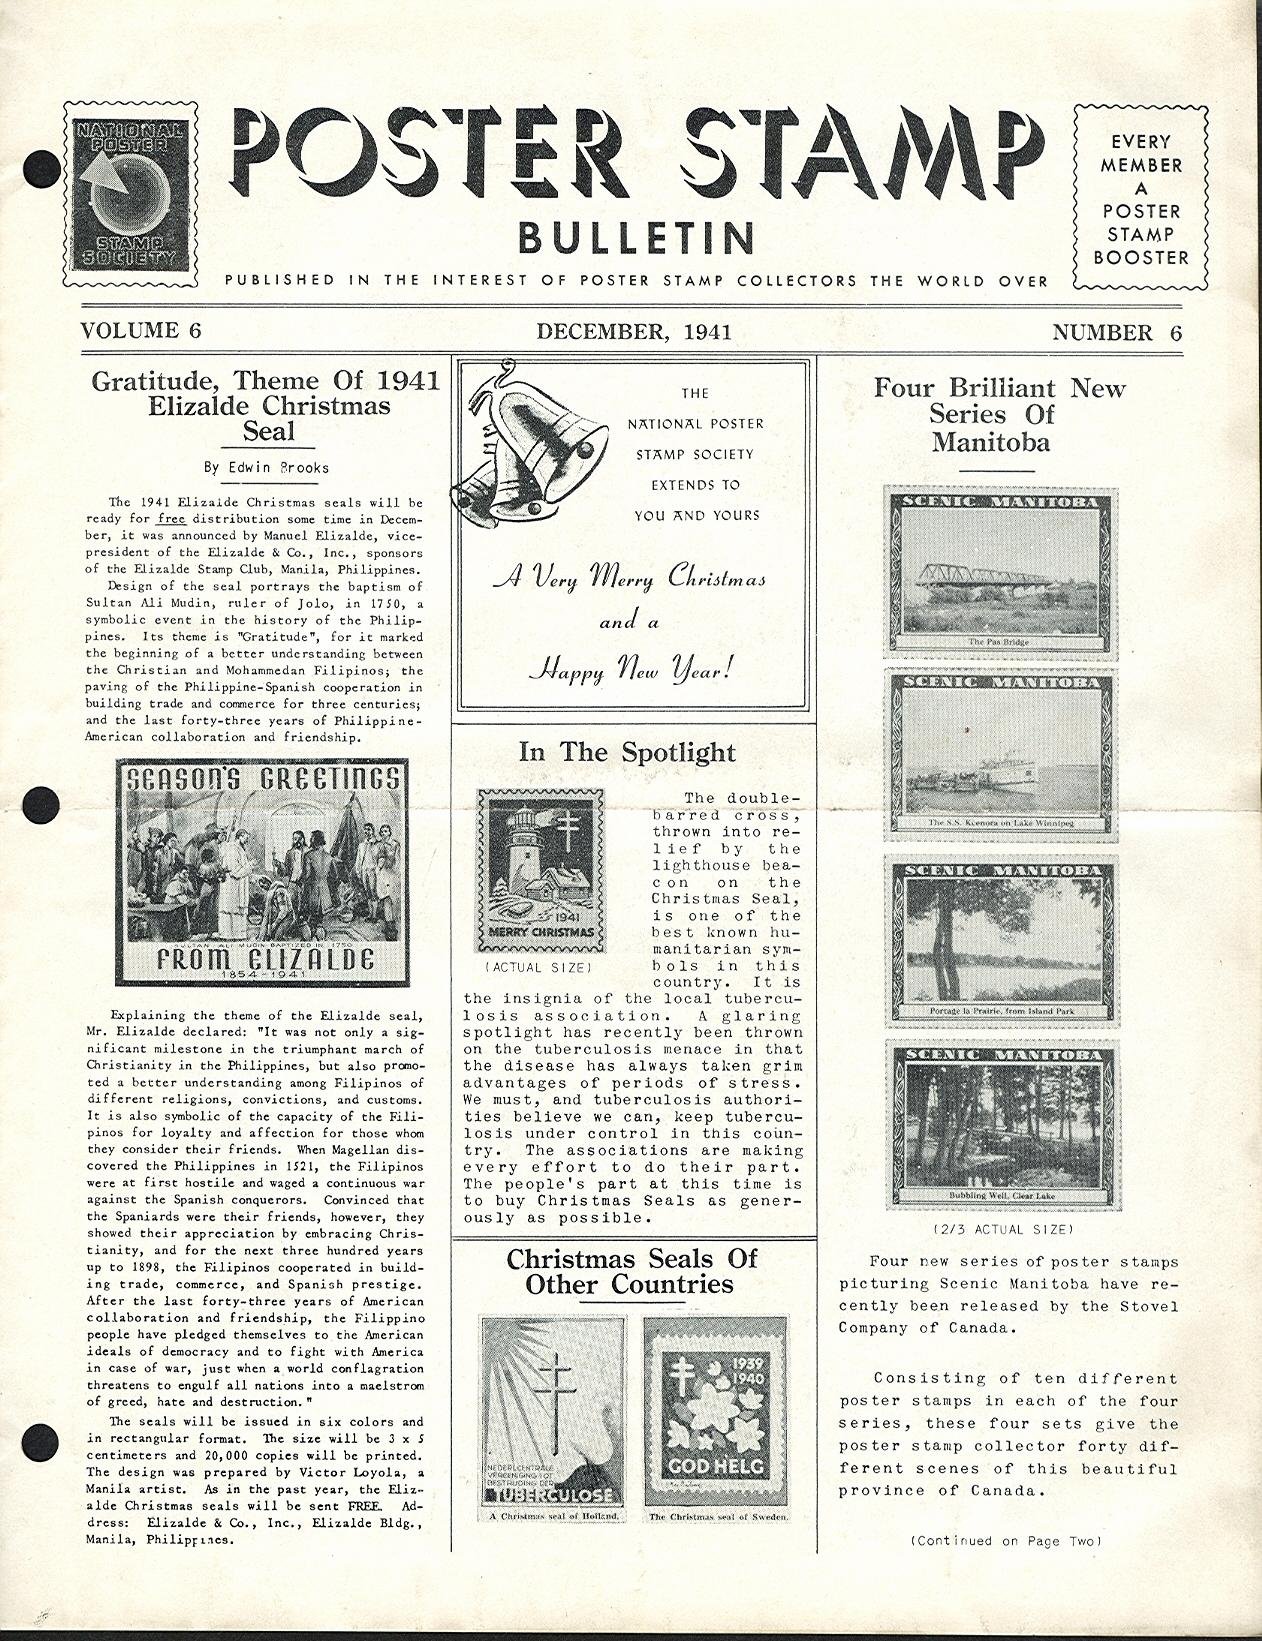 NATIONAL
POSTER
STAMP
SOCIETY
POSTER STAMP
BULLETIN
PUBLISHED IN THE INTEREST OF POSTER STAMP COLLECTORS THE WORLD OVER
EVERY
MEMBER
A
POSTER
STAMP
BOOSTER
VOLUME 6
DECEMBER, 1941
NUMBER 6
Gratitude, Theme Of 1941
Elizalde Christmas
Seal
By Edwin Brooks
The 1941 Elizalde Christmas seals will be
ready for free distribution some time in Decem-
ber, it was announced by Manuel Elizalde, vice-
president of the Elizalde & Co., Inc., sponsors
of the Elizalde Stamp Club, Manila, Philippines.
Design of the seal portrays the baptism of
Sultan Ali Mudin, ruler of Jolo, in 1750, a
symbolic event in the history of the Philip-
pines. Its theme is "Gratitude", for it marked
the beginning of a better understanding between
the Christian and Mohammedan Filipinos; the
paving of the Philippine-Spanish cooperation in
building trade and commerce for three centuries;
and the last forty-three years of Philippine-
American collaboration and friendship.
SEASON'S GREETINGS
SULTAN ALI MUDIN BAPTIZED IN 1750
FROM ELIZALDE
1854-1941
Explaining the theme of the Elizalde seal,
Mr. Elizalde declared: "It was not only a sig-
nificant milestone in the triumphant march of
Christianity in the Philippines, but also promo-
ted a better understanding among Filipinos of
different religions, convictions, and customs.
It is also symbolic of the capacity of the Fili-
pinos for loyalty and affection for those whom
they consider their friends. When Magellan dis-
covered the Philippines in 1521, the Filipinos
were at first hostile and waged a continuous war
against the Spanish conquerors. Convinced that
the Spaniards were their friends, however, they
showed their appreciation by embracing Chris-
tianity, and for the next three hundred years
up to 1898, the Filipinos cooperated in build-
ing trade, commerce, and Spanish prestige.
After the last forty-three years of American
collaboration and friendship, the Filippino
people have pledged themselves to the American
ideals of democracy and to fight with America
in case of war, just when a world conflagration
threatens to engulf all nations into a maelstrom
of greed, hate and destruction."
The seals will be issued in six colors and
in rectangular format. The size will be 3 x 5
centimeters and 20,000 copies will be printed.
The design was prepared by Victor Loyola, a
Manila artist. As in the past year, the Eliz-
alde Christmas seals will be sent FREE. Ad-
dress: Elizalde & Co., Inc., Elizalde Bldg.,
Manila, Philippines.
THE
NATIONAL POSTER
STAMP SOCIETY
EXTENDS TO
YOU AND YOURS
A Very Merry Christmas
and a
Happy New Year!
In The Spotlight
1941
MERRY CHRISTMAS
(ACTUAL SIZE)
The double-
barred cross,
thrown into re-
lief by the
lighthouse bea-
con on the
Christmas Seal,
is one of the
best known hu-
manitarian sym-
bols in this
country. It is
the insignia of the local tubercu-
losis association. A glaring
spotlight has recently been thrown
on the tuberculosis menace in that
the disease has always taken grim
advantages of periods of stress.
We must, and tuberculosis authori-
ties believe we can, keep tubercu-
losis under control in this coun-
try. The associations are making
every effort to do their part.
The people's part at this time is
to buy Christmas Seals as gener-
ously as possible.
Christmas Seals Of
Other Countries
NEDERL CENTRALE
VEREENIGING TOT
BESTRIJDING DER
TUBERCULOSE
A Christmas seal of Holland.
1939
1940
GOD HELG
The Christmas seal of Sweden.
Four Brilliant New
Series Of
Manitoba
SCENIC MANITOBA
The Pas Bridge
SCENIC MANITOBA
The S.S. Keenora on Lake Winnipeg
SCENIC MANITOBA
Portage la Prairie, from Island Park
SCENIC MANITOBA
Bubbling Well, Clear Lake
(2/3 ACTUAL SIZE)
Four new series of poster stamps
picturing Scenic Manitoba have re-
cently been released by the Stovel
Company of Canada.
Consisting of ten different
poster stamps in each of the four
series, these four sets give the
poster stamp collector forty dif-
ferent scenes of this beautiful
province of Canada.
(Continued on Page Two)